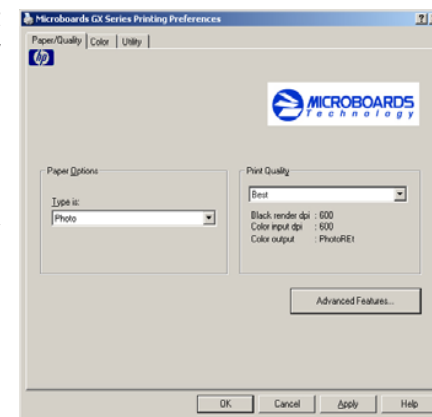 Microboards GX Series Printing Preferences
Paper/Quality Color Utility
hp
MICROBOARDS
Technology
Paper Options
Type is:
Photo
Print Quality
Best
Black render dpi : 600
Color input dpi : 600
Color output : PhotoREt
Advanced Features...
OK Cancel Apply Help